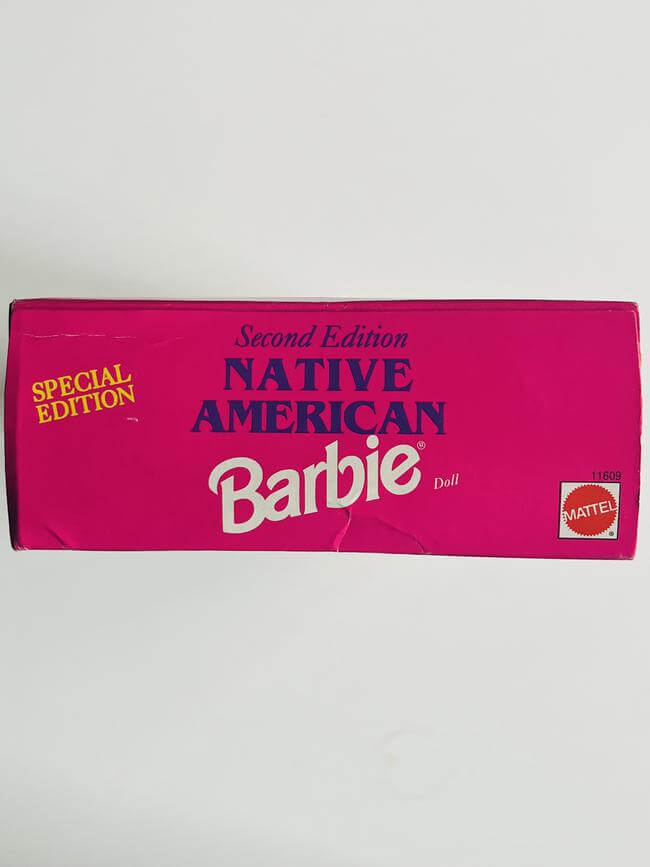 Second Edition
SPECIAL
EDITION
NATIVE
AMERICAN
Barbie® Doll
11609
MATTEL®